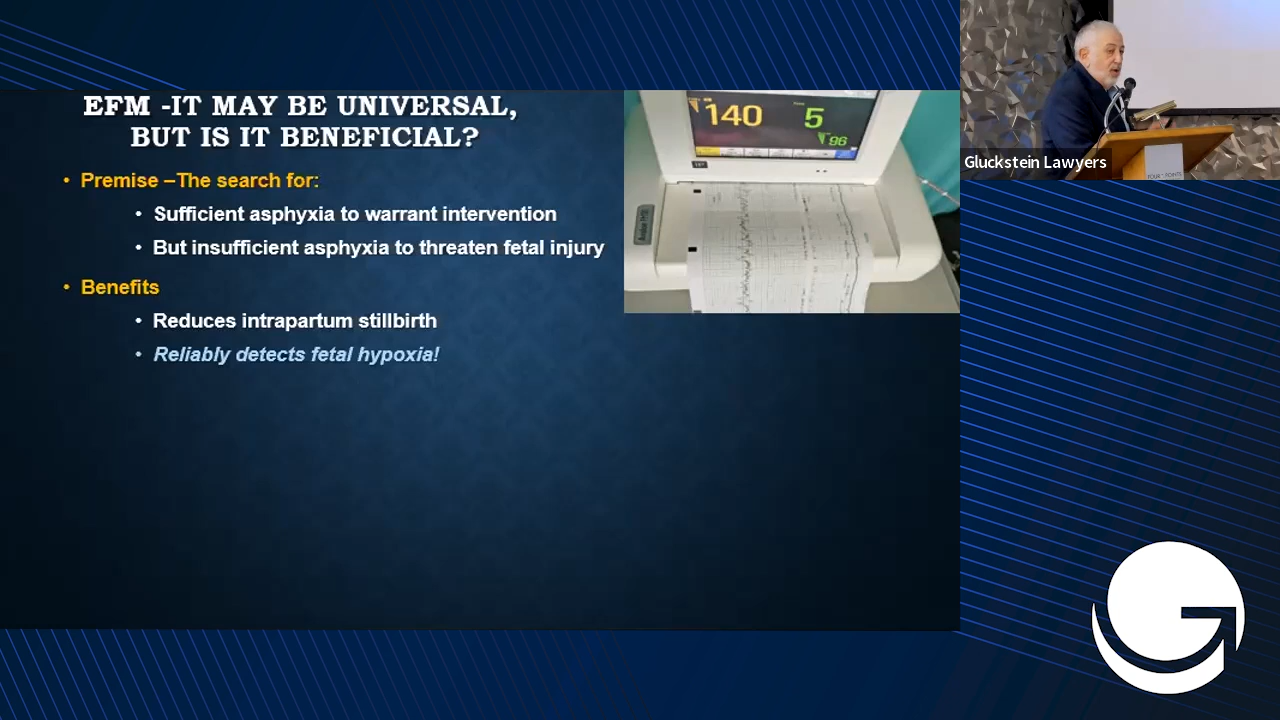 EFM -IT MAY BE UNIVERSAL,
BUT IS IT BENEFICIAL?
• Premise –The search for:
• Sufficient asphyxia to warrant intervention
• But insufficient asphyxia to threaten fetal injury
• Benefits
• Reduces intrapartum stillbirth
• Reliably detects fetal hypoxia!
140
5
96
Gluckstein Lawyers
FOUR POINTS
G